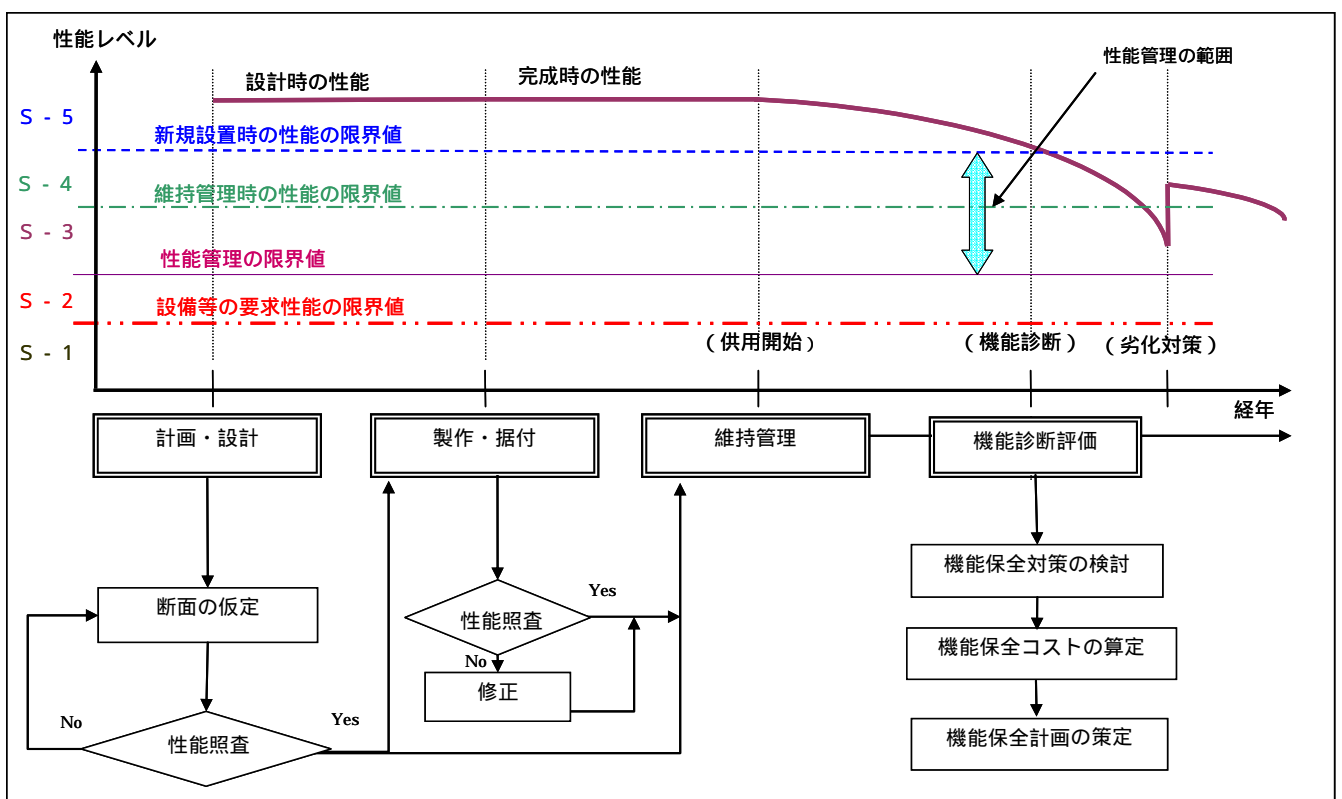 性能レベル
性能管理の範囲
設計時の性能
完成時の性能
S - 5
新規設置時の性能の限界値
S - 4
維持管理時の性能の限界値
S - 3
性能管理の限界値
S - 2
設備等の要求性能の限界値
S - 1
（供用開始）
（機能診断）
（劣化対策）
経年
計画・設計
製作・据付
維持管理
機能診断評価
断面の仮定
性能照査
No
Yes
性能照査
Yes
No
修正
機能保全対策の検討
機能保全コストの算定
機能保全計画の策定